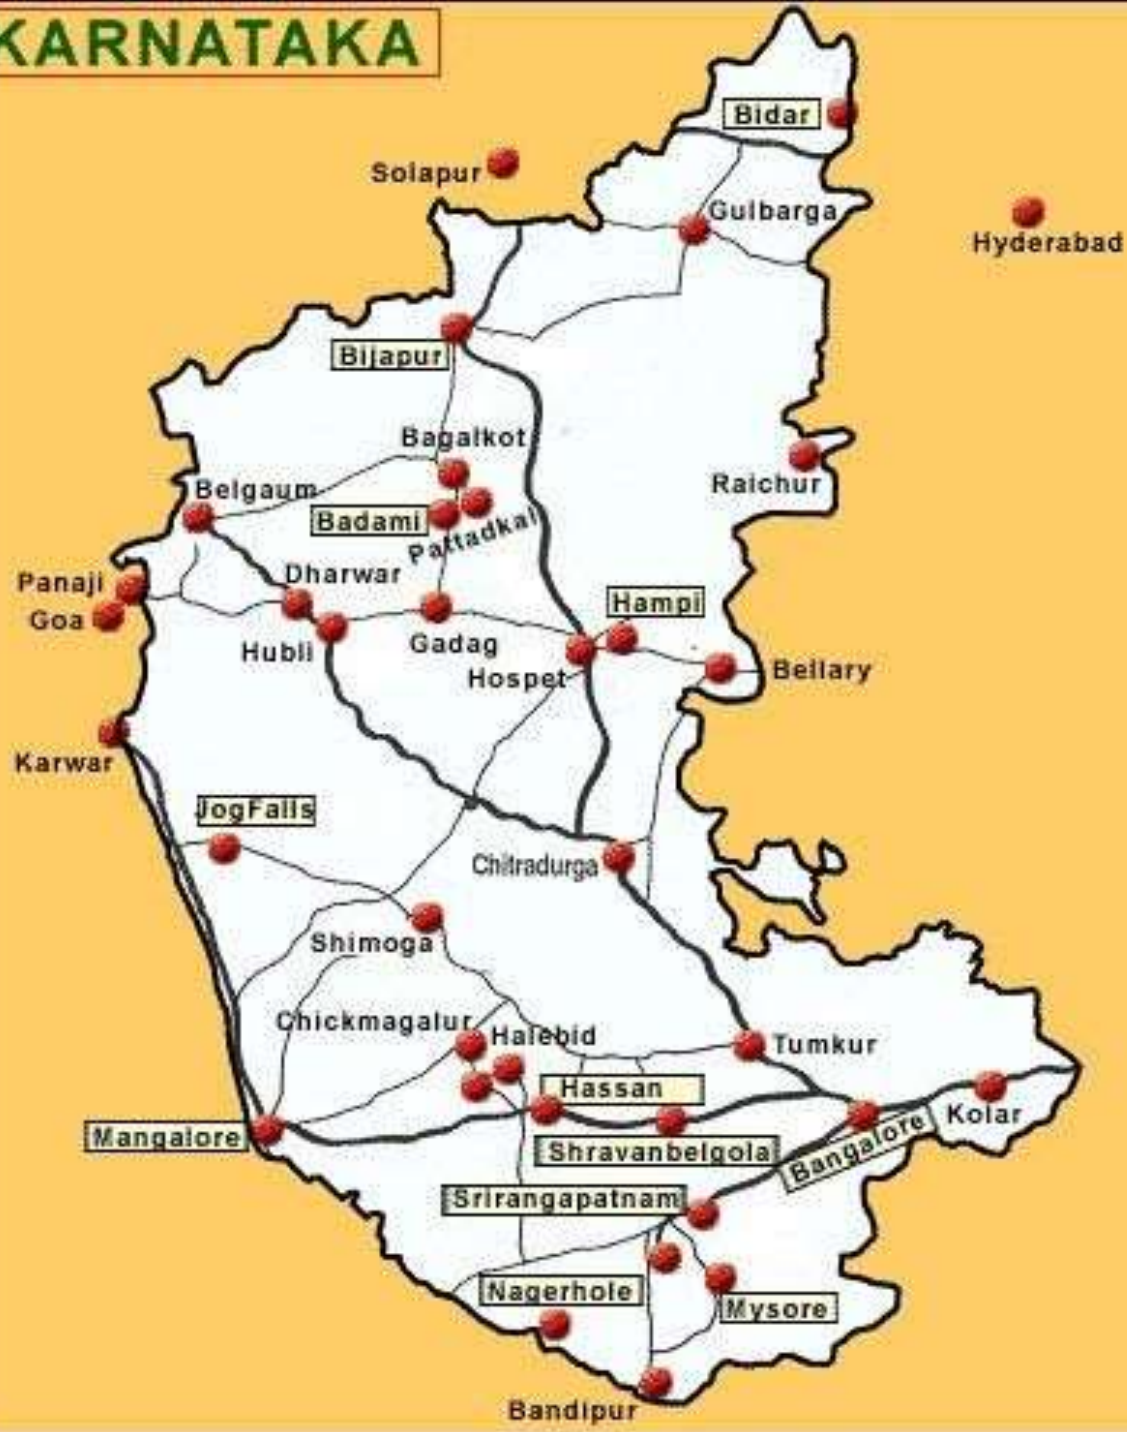 KARNATAKA
Bidar
Solapur
Gulbarga
Hyderabad
Bijapur
Bagalkot
Raichur
Belgaum
Badami
Pattadkal
Panaji
Dharwar
Goa
Hampi
Hubli
Gadag
Hospet
Bellary
Karwar
JogFalls
Chitradurga
Shimoga
Chickmagalur
Halebid
Tumkur
Hassan
Kolar
Mangalore
Shravanbelgola
Bangalore
Srirangapatnam
Nagerhole
Mysore
Bandipur